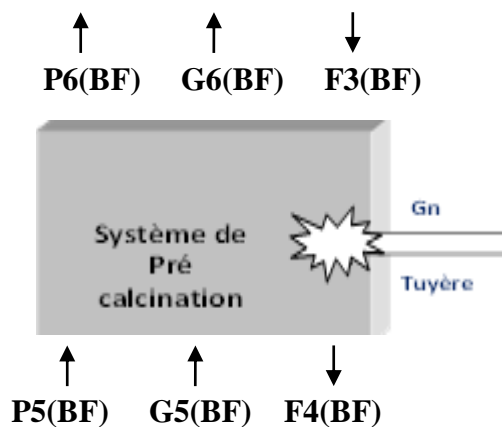 P6(BF) G6(BF) F3(BF)
Système de
Pré
calcination
Gn
Tuyère
P5(BF) G5(BF) F4(BF)